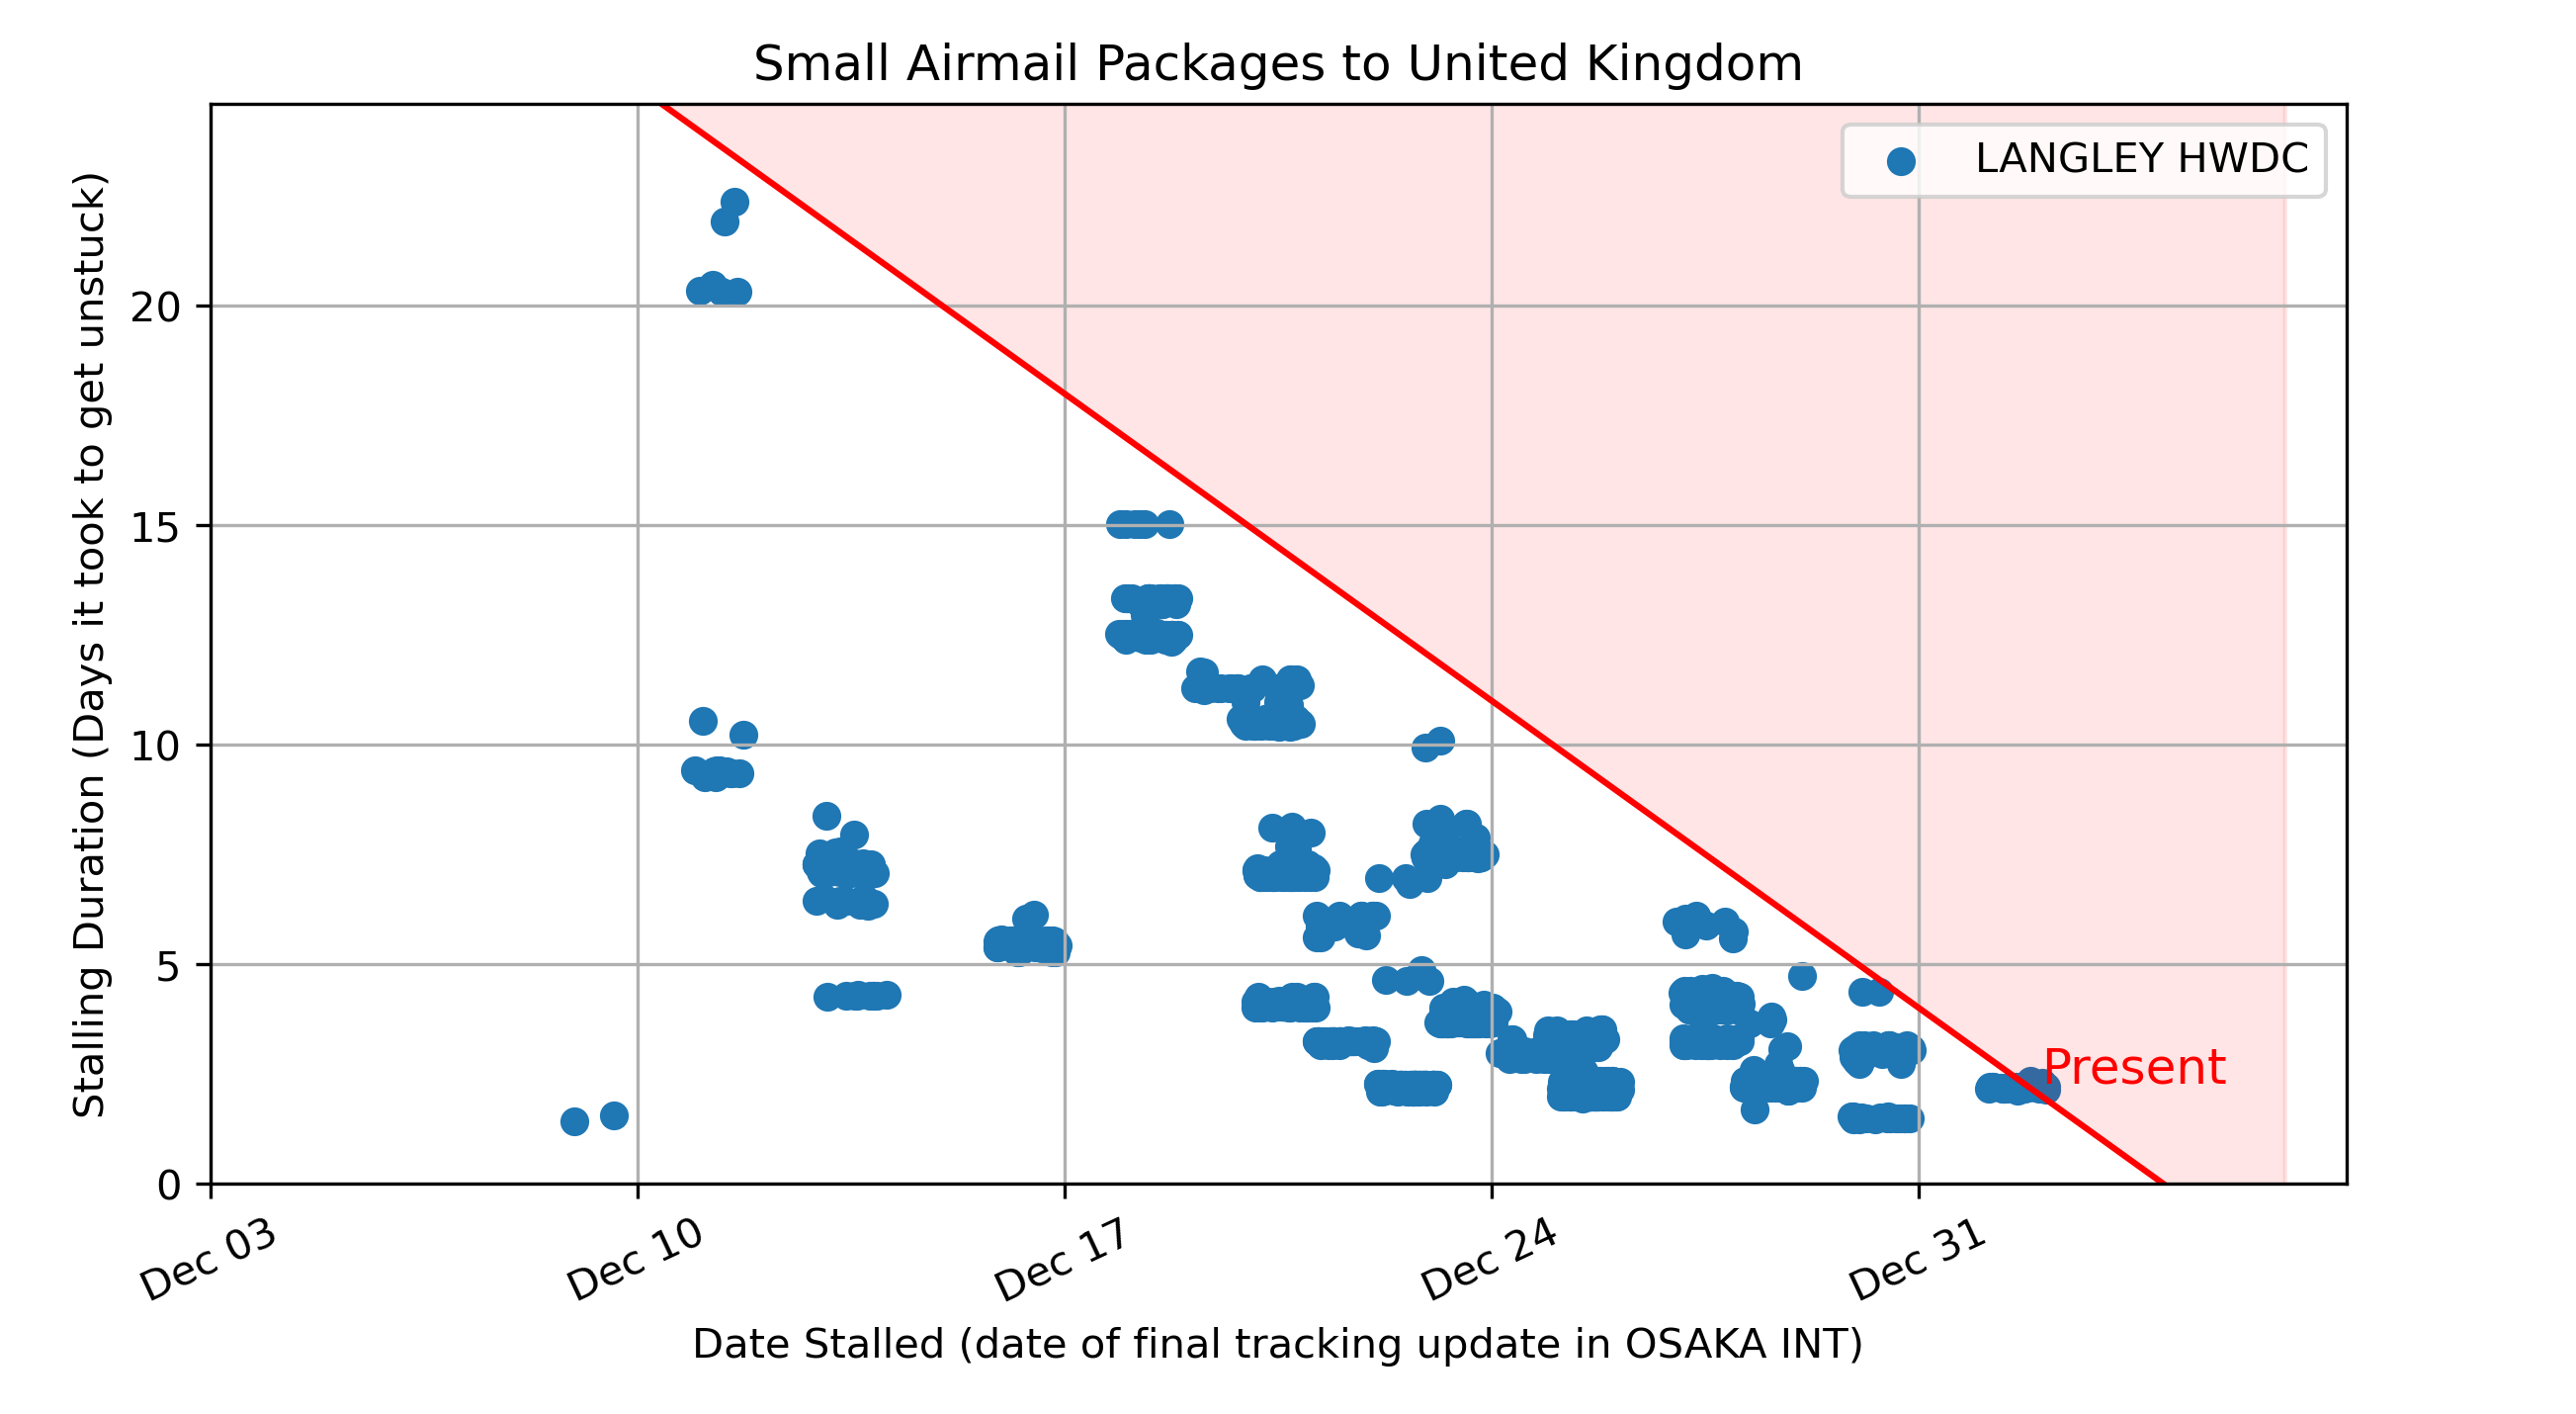 Small Airmail Packages to United Kingdom
LANGLEY HWDC
Stalling Duration (Days it took to get unstuck)
20
15
10
5
0
Present
Dec 03
Dec 10
Dec 17
Dec 24
Dec 31
Date Stalled (date of final tracking update in OSAKA INT)